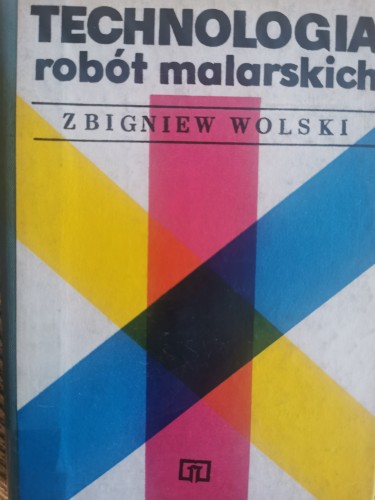 TECHNOLOGIA
robót malarskich
ZBIGNIEW WOLSKI